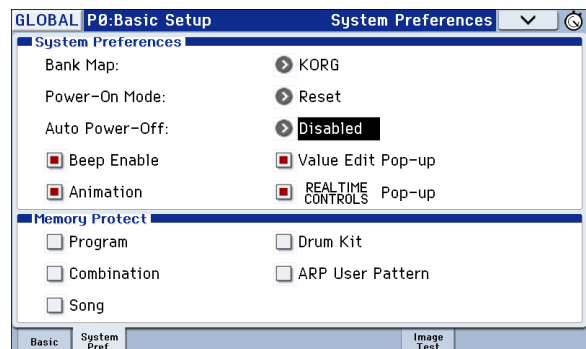 GLOBAL P0:Basic Setup System Preferences
System Preferences
Bank Map: KORG
Power-On Mode: Reset
Auto Power-Off: Disabled
Beep Enable Value Edit Pop-up
Animation REALTIME CONTROLS Pop-up
Memory Protect
Program Drum Kit
Combination ARP User Pattern
Song
Basic System Pref Image Test